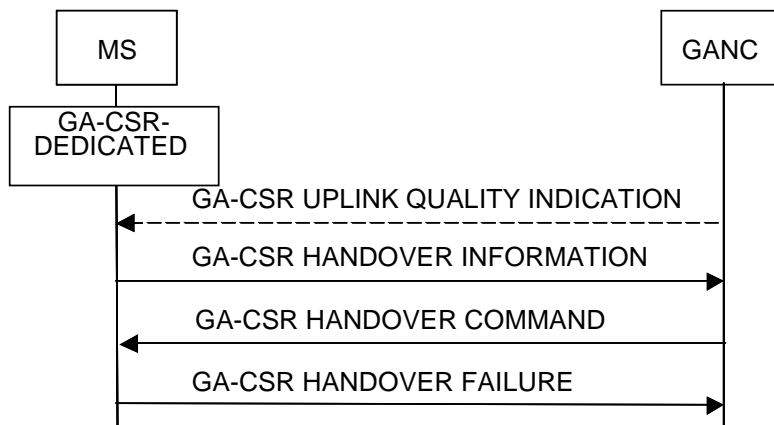 MS
GANC
GA-CSR-
DEDICATED
GA-CSR UPLINK QUALITY INDICATION
GA-CSR HANDOVER INFORMATION
GA-CSR HANDOVER COMMAND
GA-CSR HANDOVER FAILURE